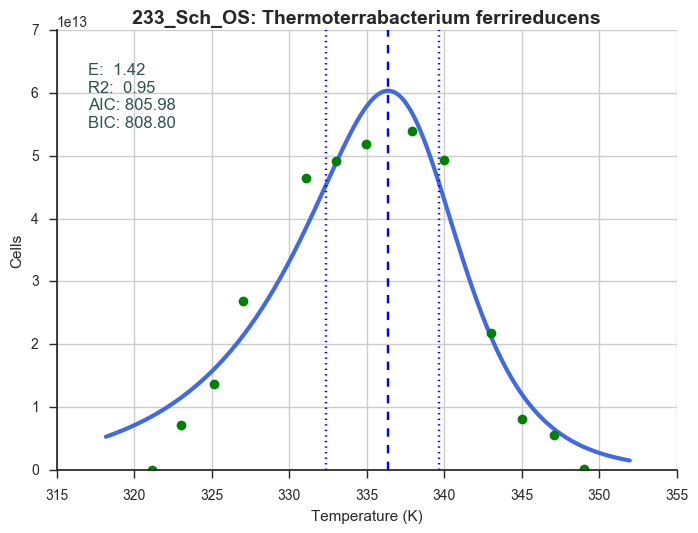 233_Sch_OS: Thermoterrabacterium ferrireducens
1e13
7
6
5
4
3
2
1
0
E:  1.42
R2:  0.95
AIC: 805.98
BIC: 808.80
Cells
315 320 325 330 335 340 345 350 355
Temperature (K)